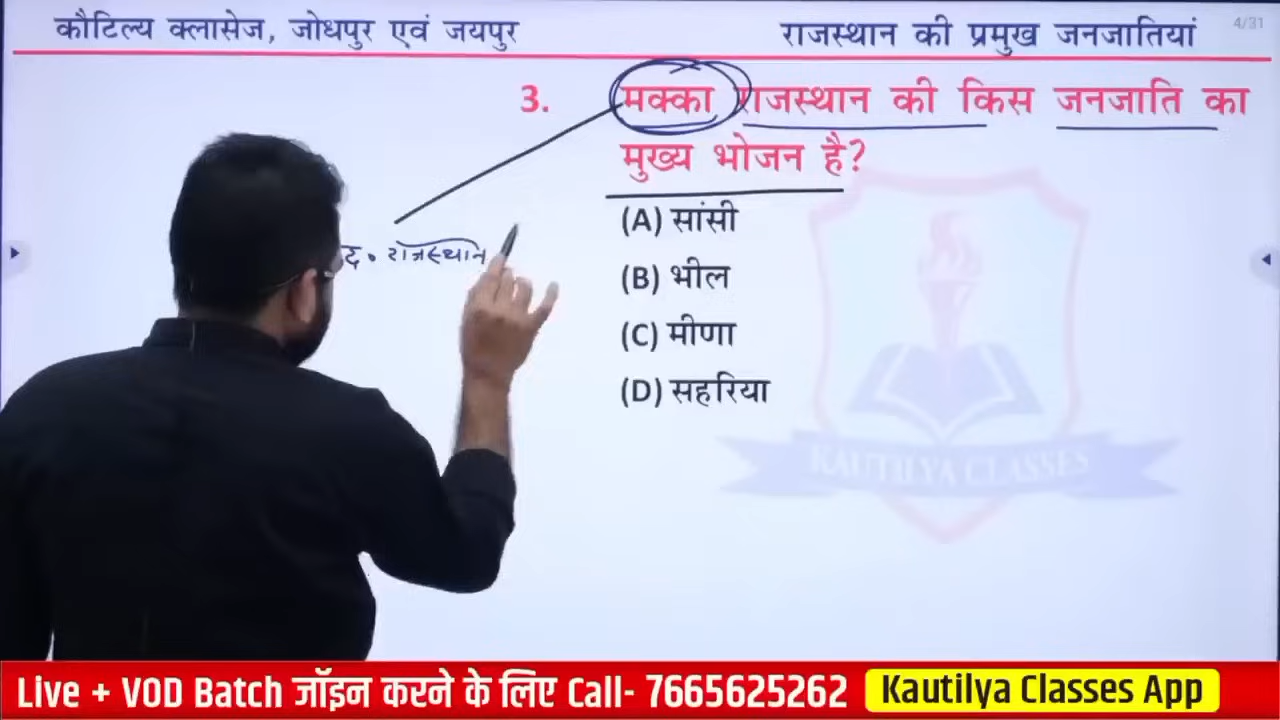 कौटिल्य क्लासेज, जोधपुर एवं जयपुर
राजस्थान की प्रमुख जनजातियां
4/31
3. मक्का राजस्थान की किस जनजाति का
मुख्य भोजन है?
(A) सांसी
द. राजस्थान
(B) भील
(C) मीणा
(D) सहरिया
KAUTILYA CLASSES
Live + VOD Batch जॉइन करने के लिए Call- 7665625262
Kautilya Classes App